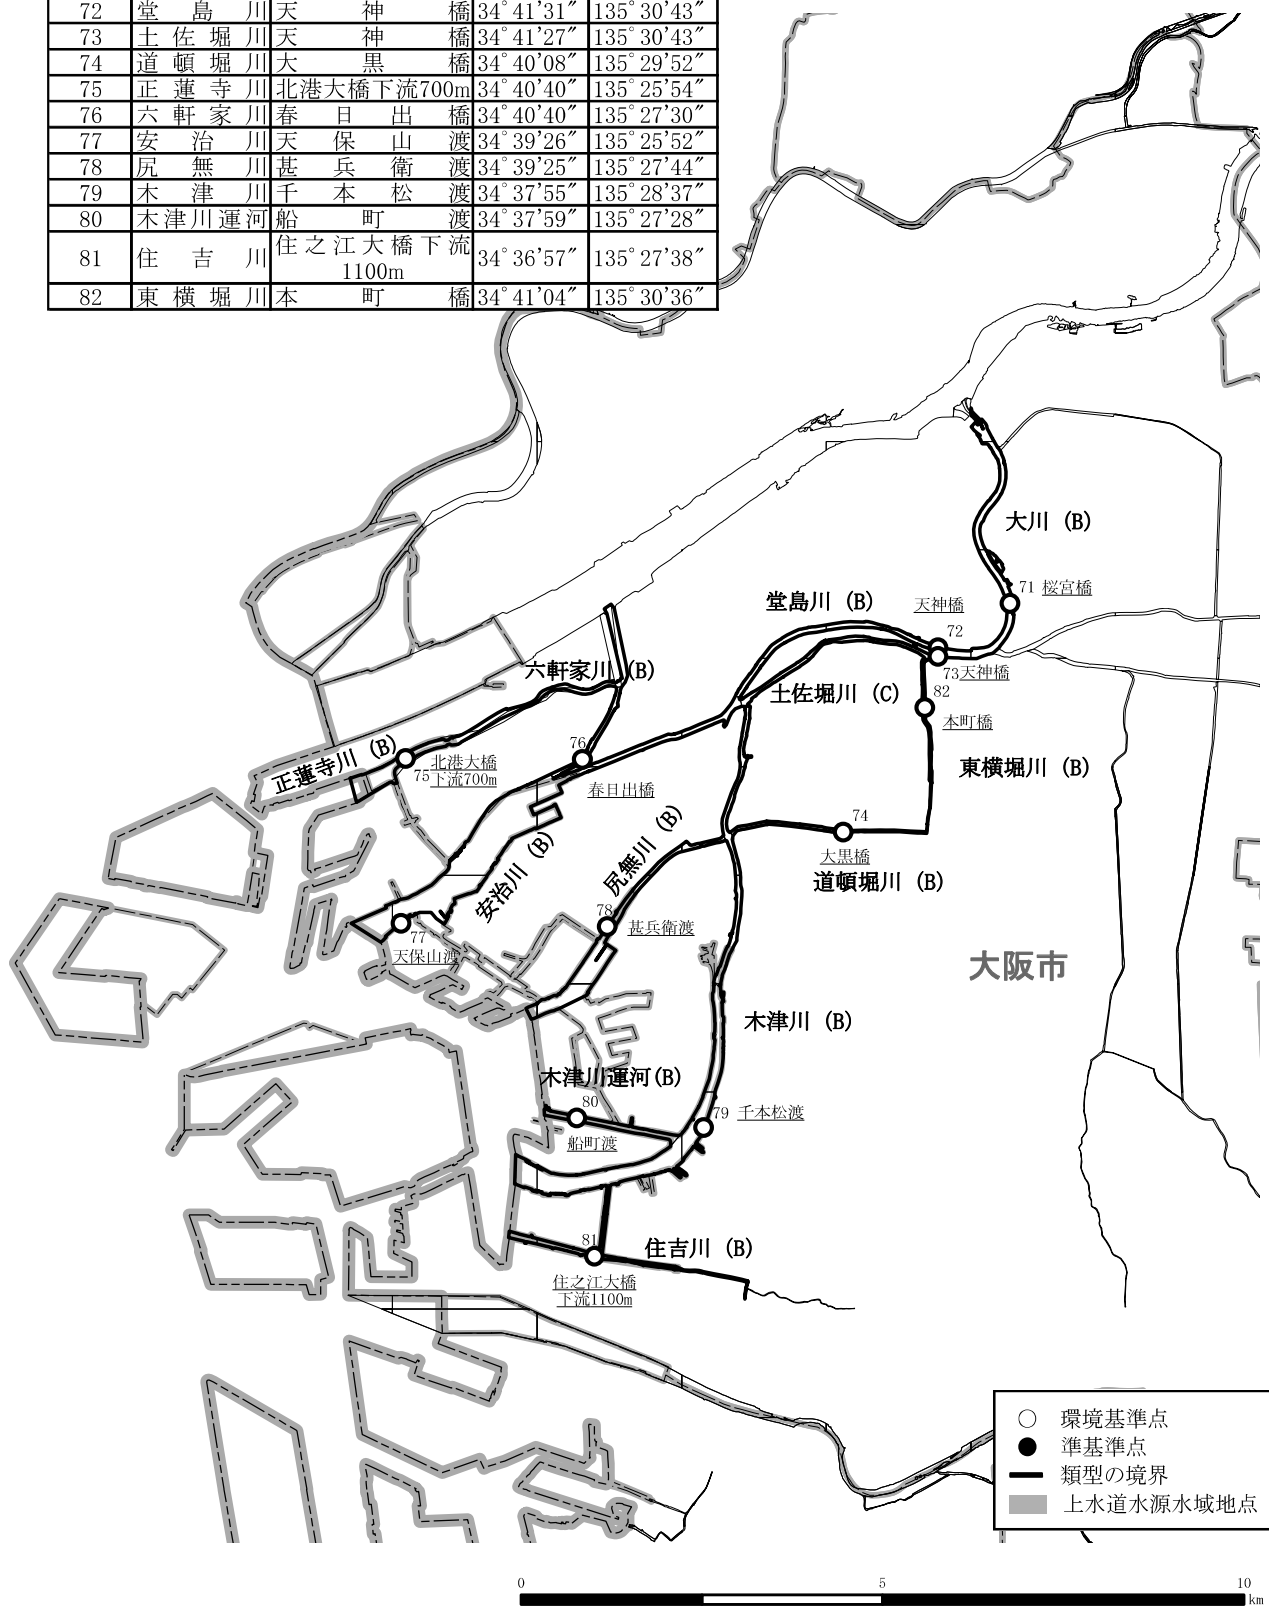 72 堂島川 天神橋 34°41'31″ 135°30'43″
73 土佐堀川 天神橋 34°41'27″ 135°30'43″
74 道頓堀川 大黒橋 34°40'08″ 135°29'52″
75 正蓮寺川 北港大橋下流700m 34°40'40″ 135°25'54″
76 六軒家川 春日出橋 34°40'40″ 135°27'30″
77 安治川 天保山渡 34°39'26″ 135°25'52″
78 尻無川 甚兵衛渡 34°39'25″ 135°27'44″
79 木津川 千本松渡 34°37'55″ 135°28'37″
80 木津川運河 船町渡 34°37'59″ 135°27'28″
81 住吉川 住之江大橋下流
1100m 34°36'57″ 135°27'38″
82 東横堀川 本町橋 34°41'04″ 135°30'36″
大川 (B)
71 桜宮橋
堂島川 (B)
天神橋
72
73天神橋
六軒家川 (B)
土佐堀川 (C)
82
本町橋
正蓮寺川 (B)
75 北港大橋
下流700m
76
春日出橋
東横堀川 (B)
74
大黒橋
道頓堀川 (B)
安治川 (B)
尻無川 (B)
78
甚兵衛渡
77
天保山渡
大阪市
木津川 (B)
木津川運河(B)
80
船町渡
79 千本松渡
81
住吉川 (B)
住之江大橋
下流1100m
○ 環境基準点
● 準基準点
類型の境界
上水道水源水域地点
0 5 10
km